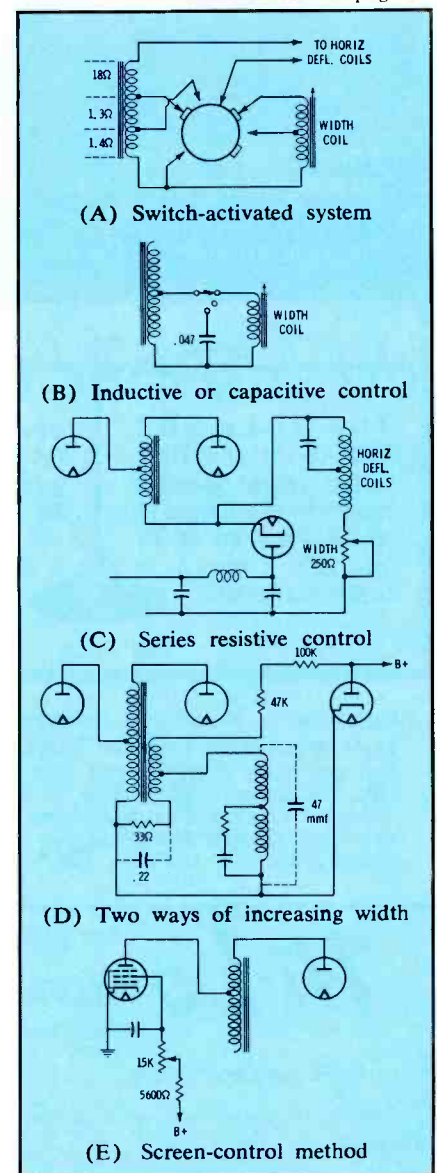 TO HORIZ
DEFL. COILS
18Ω
1.3Ω
1.4Ω
WIDTH
COIL
(A) Switch-activated system
.047
WIDTH
COIL
(B) Inductive or capacitive control
HORIZ
DEFL.
COILS
WIDTH
250Ω
(C) Series resistive control
100K
B+
47K
33Ω
.22
47
mmf
(D) Two ways of increasing width
15K
5600Ω
B+
(E) Screen-control method